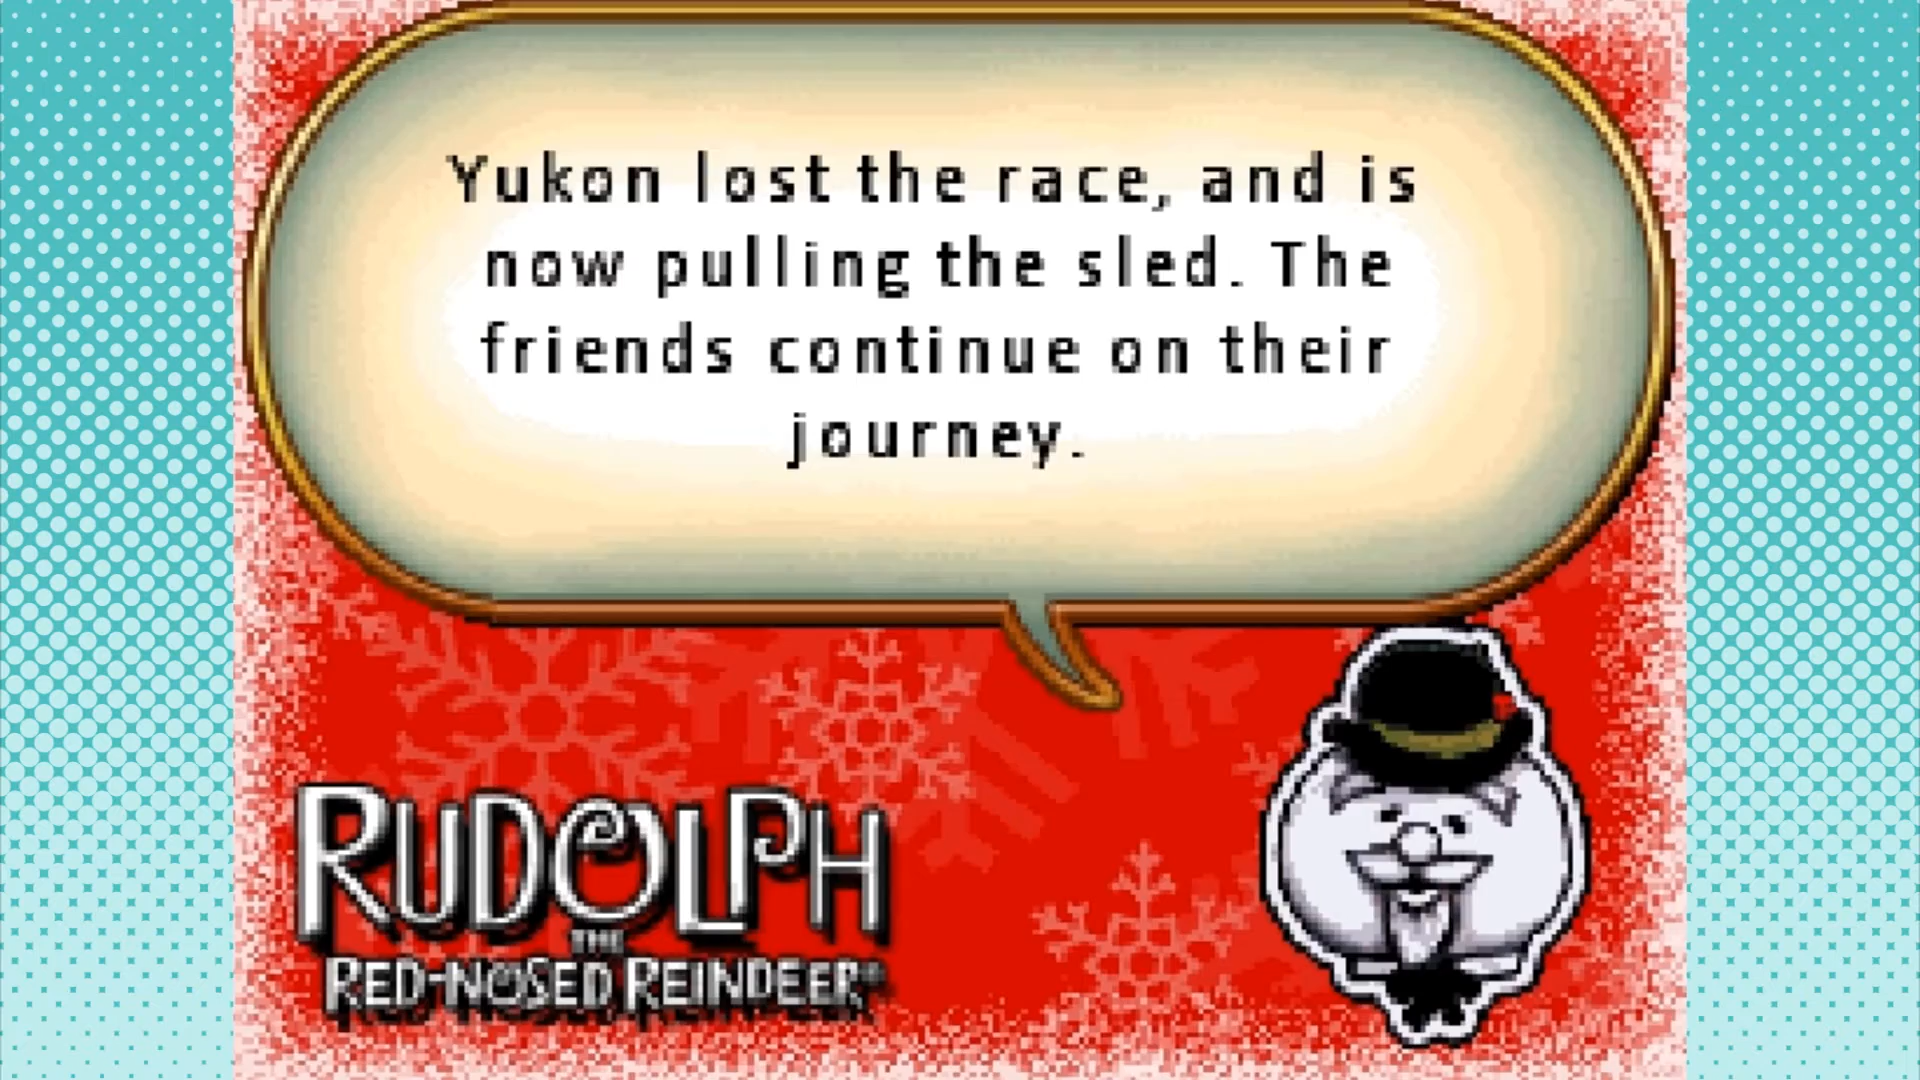 Yukon lost the race, and is
now pulling the sled. The
friends continue on their
journey.
RUDOLPH
THE
RED-NOSED REINDEER®